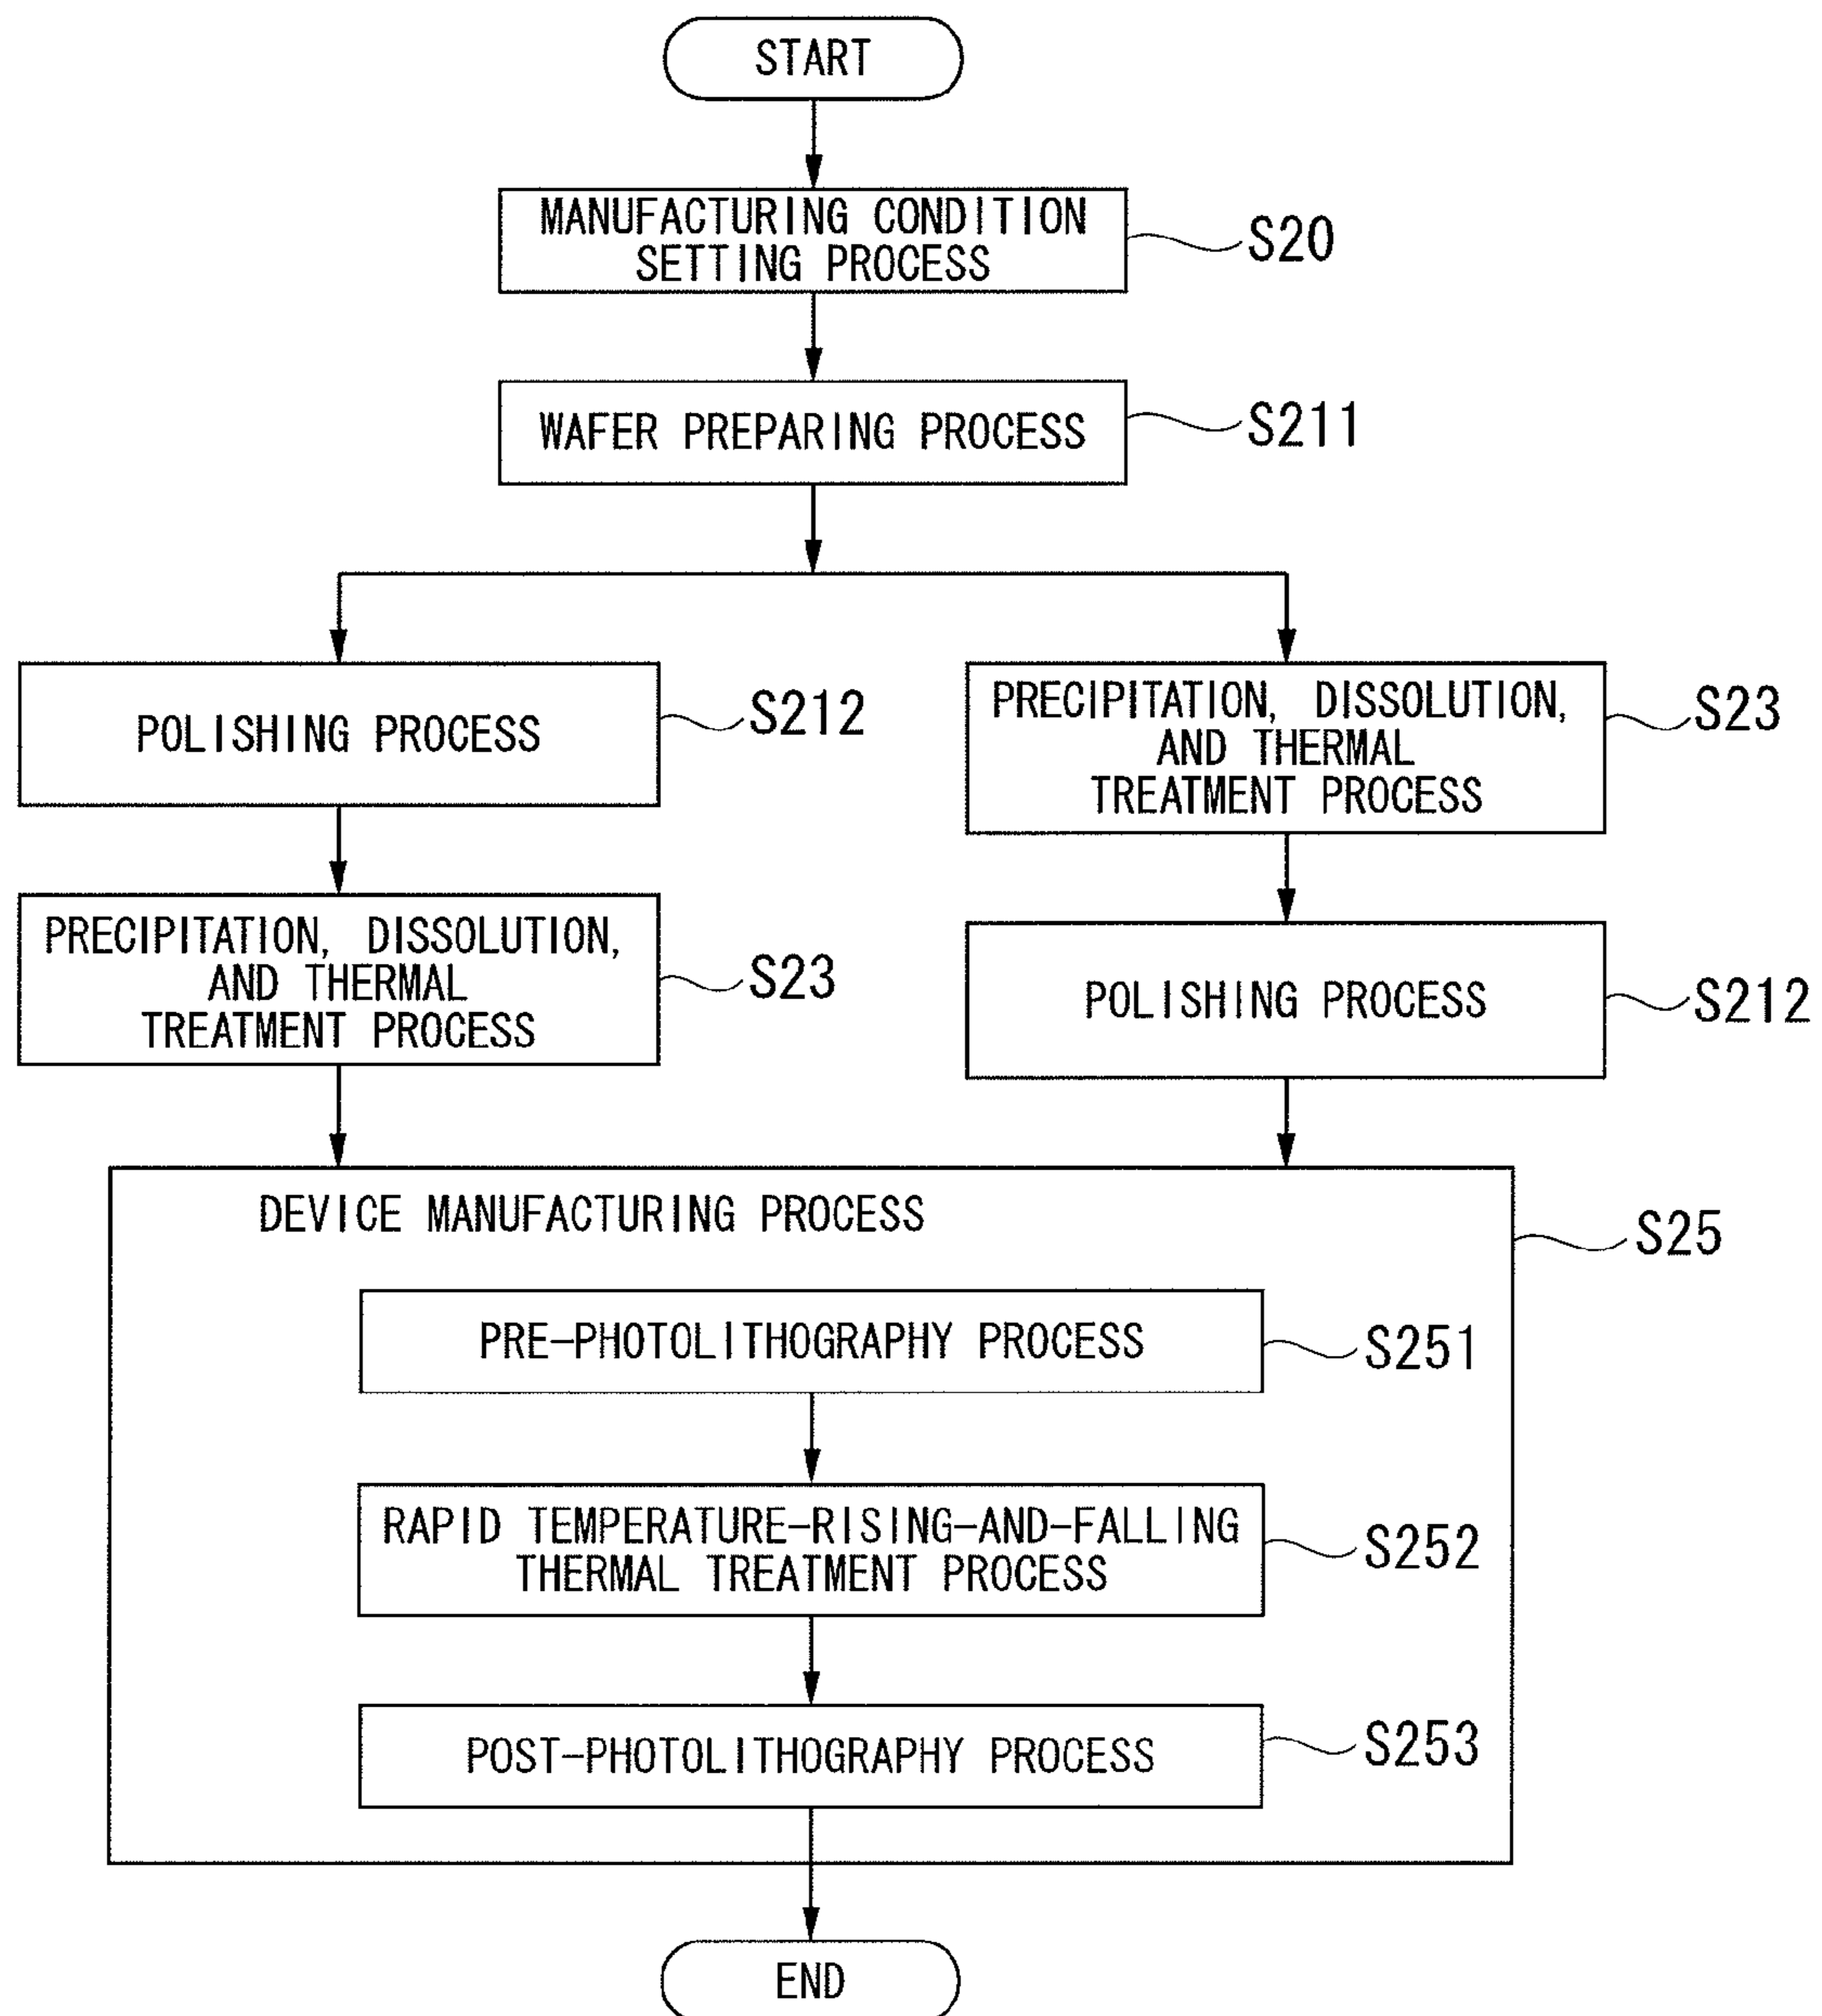 START
MANUFACTURING CONDITION
SETTING PROCESS
S20
WAFER PREPARING PROCESS
S211
POLISHING PROCESS
S212
PRECIPITATION, DISSOLUTION,
AND THERMAL
TREATMENT PROCESS
S23
PRECIPITATION, DISSOLUTION,
AND THERMAL
TREATMENT PROCESS
S23
POLISHING PROCESS
S212
DEVICE MANUFACTURING PROCESS
S25
PRE-PHOTOLITHOGRAPHY PROCESS
S251
RAPID TEMPERATURE-RISING-AND-FALLING
THERMAL TREATMENT PROCESS
S252
POST-PHOTOLITHOGRAPHY PROCESS
S253
END